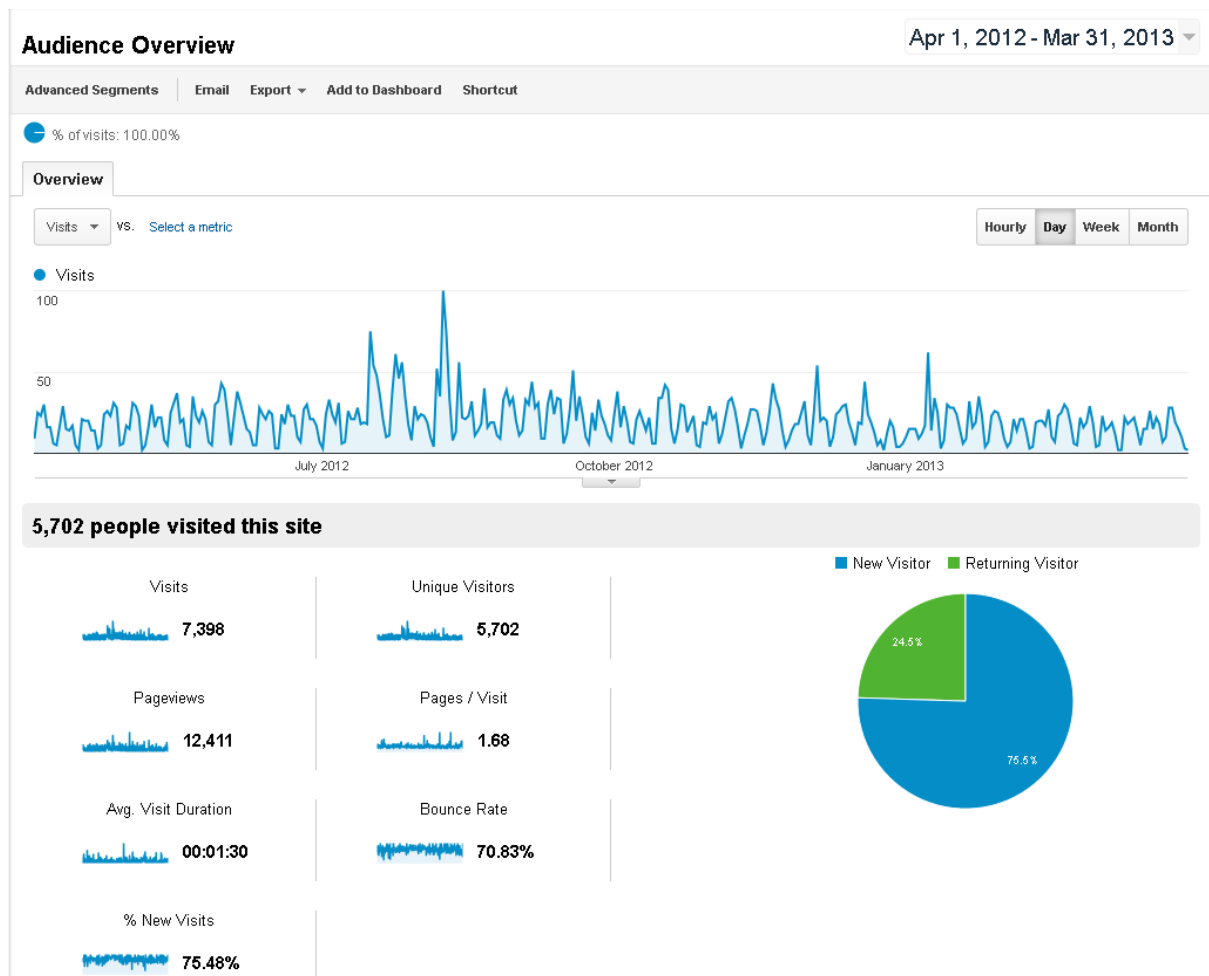 Audience Overview
Apr 1, 2012 - Mar 31, 2013
Advanced Segments Email Export Add to Dashboard Shortcut
% of visits: 100.00%
Overview
Visits VS. Select a metric
Hourly Day Week Month
Visits
100
50
July 2012 October 2012 January 2013
5,702 people visited this site
New Visitor Returning Visitor
Visits
7,398
Unique Visitors
5,702
Pageviews
12,411
Pages / Visit
1.68
Avg. Visit Duration
00:01:30
Bounce Rate
70.83%
% New Visits
75.48%
24.5%
75.5%